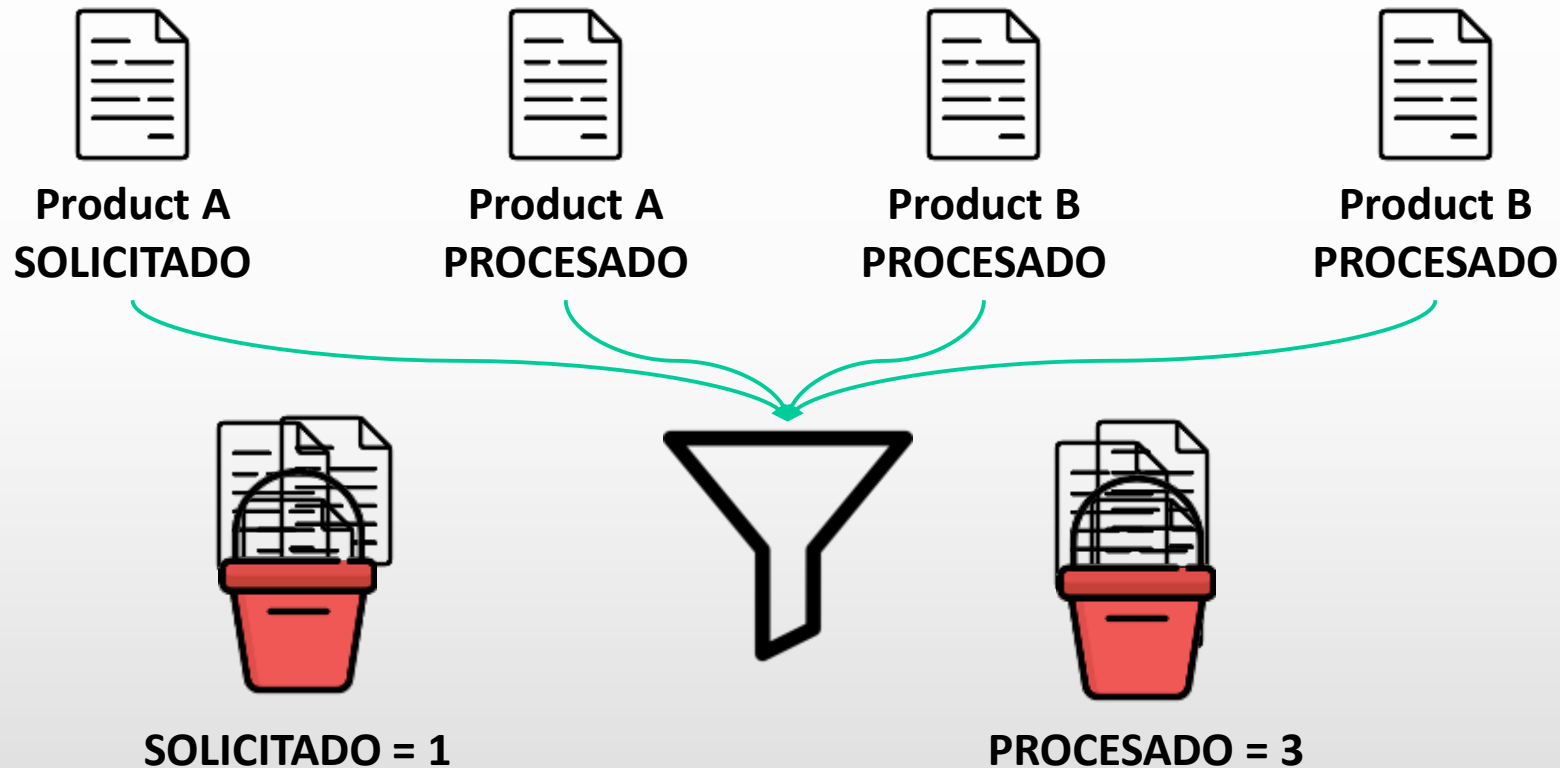 Product A
SOLICITADO
Product A
PROCESADO
Product B
PROCESADO
Product B
PROCESADO
SOLICITADO = 1
PROCESADO = 3